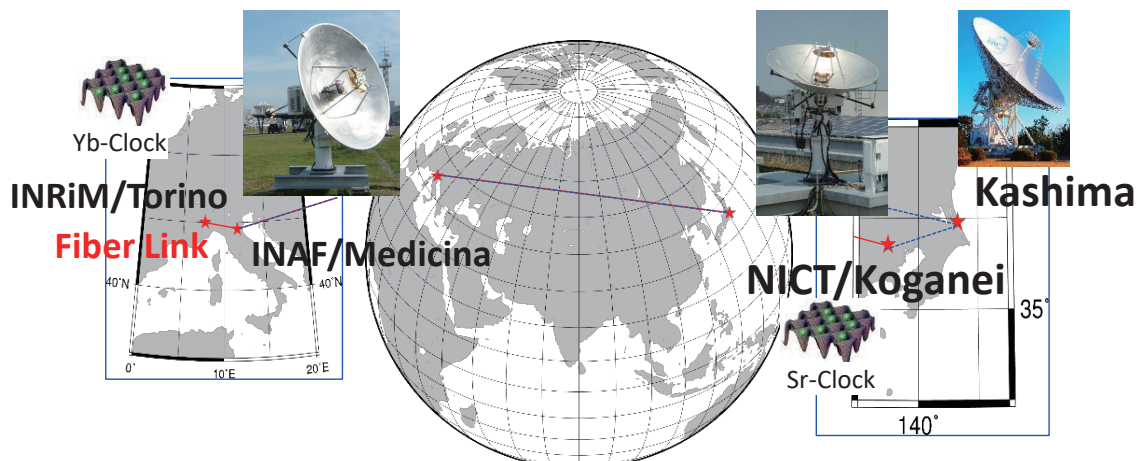 Yb-Clock
INRiM/Torino
Fiber Link
INAF/Medicina
40°N
40°N
0°
10°E
20°E
Kashima
NICT/Koganei
35°
Sr-Clock
140°